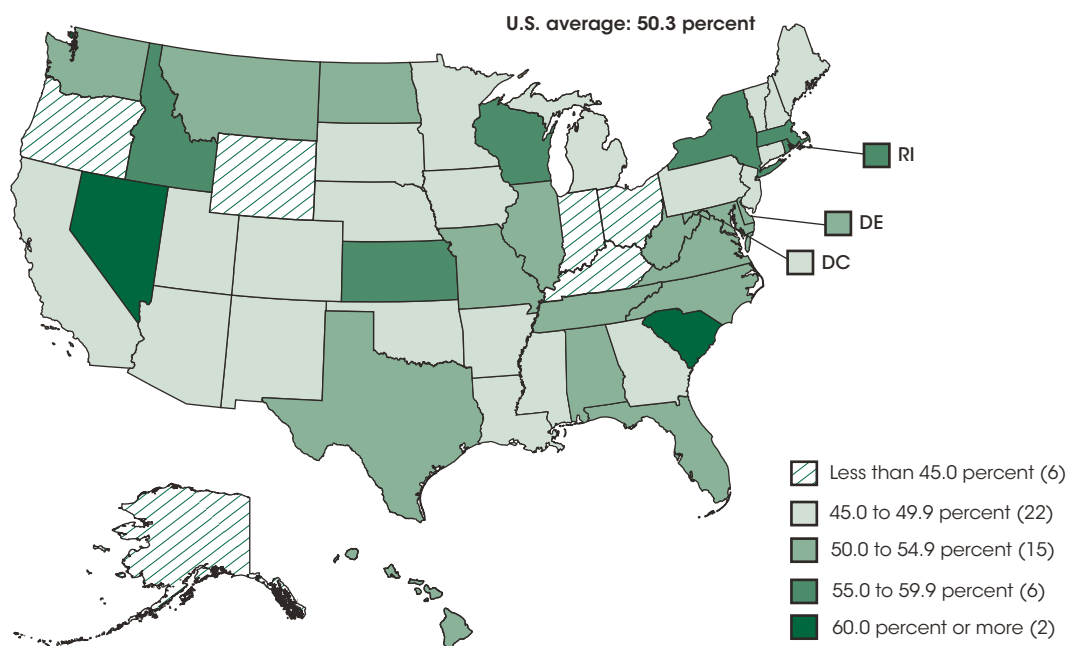 U.S. average: 50.3 percent
RI
DE
DC
Less than 45.0 percent (6)
45.0 to 49.9 percent (22)
50.0 to 54.9 percent (15)
55.0 to 59.9 percent (6)
60.0 percent or more (2)